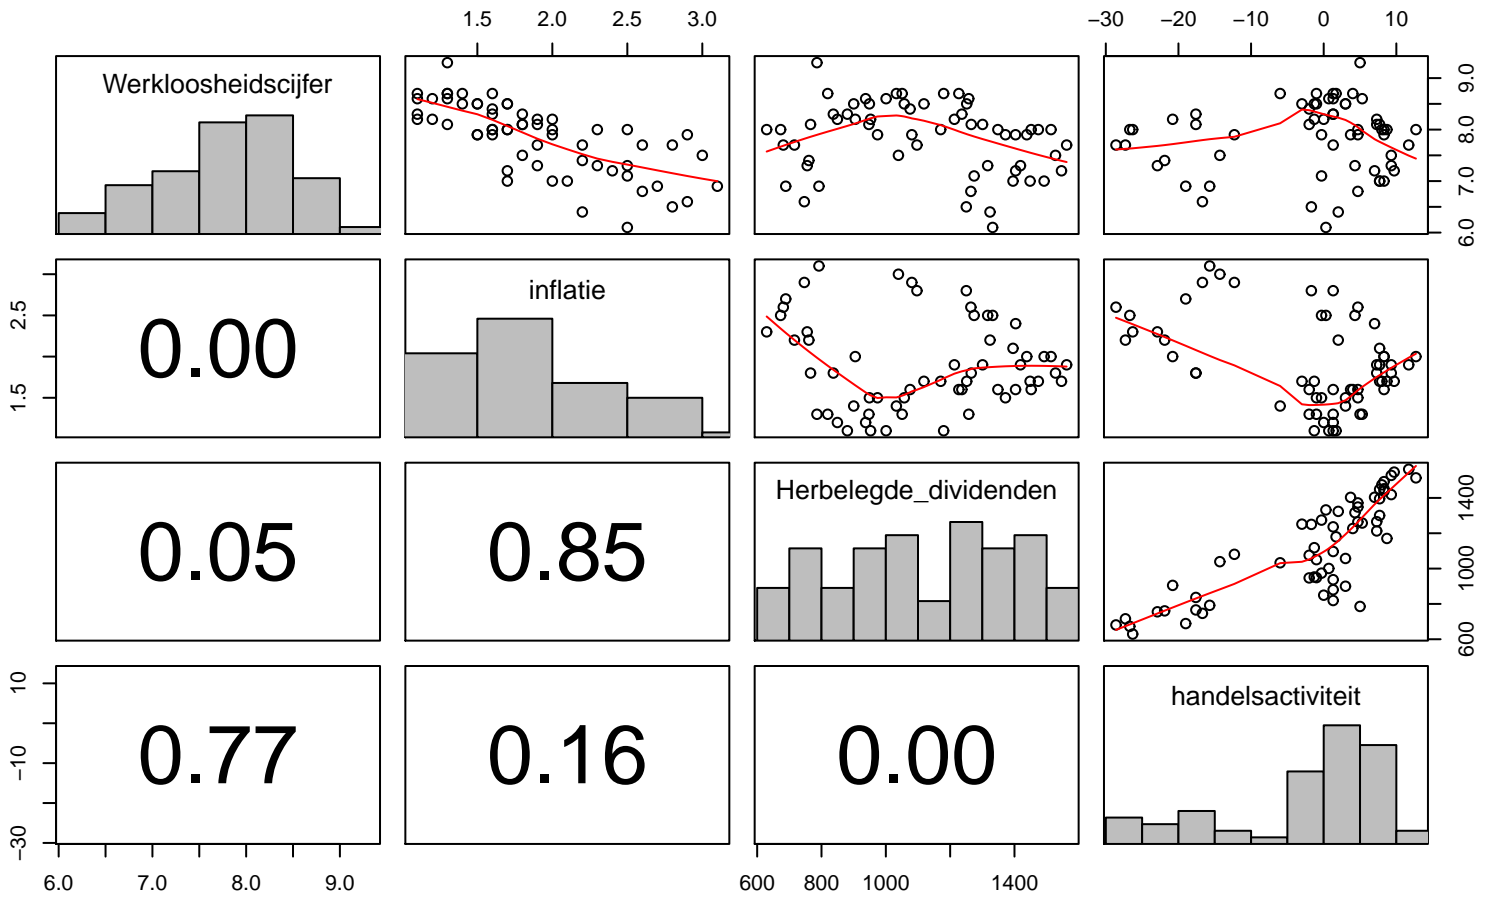 1.5 2.0 2.5 3.0 −30 −20 −10 0 10
Werkloosheidscijfer
6.0 7.0 8.0 9.0
inflatie
0.00
1.5 2.5
Herbelegde_dividenden
0.05 0.85
600 1000 1400
handelsactiviteit
0.77 0.16 0.00
−30 −10 10
6.0 7.0 8.0 9.0 600 800 1000 1400